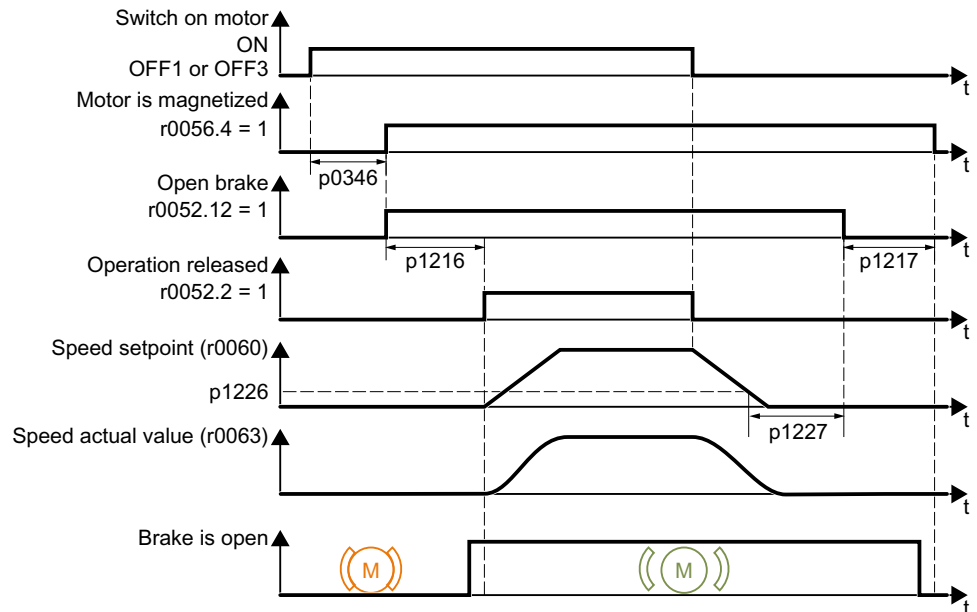 Switch on motor
ON
OFF1 or OFF3
t
Motor is magnetized
r0056.4 = 1
p0346
t
Open brake
r0052.12 = 1
p1216
p1217
t
Operation released
r0052.2 = 1
t
Speed setpoint (r0060)
p1226
p1227
t
Speed actual value (r0063)
t
Brake is open
M
M
t